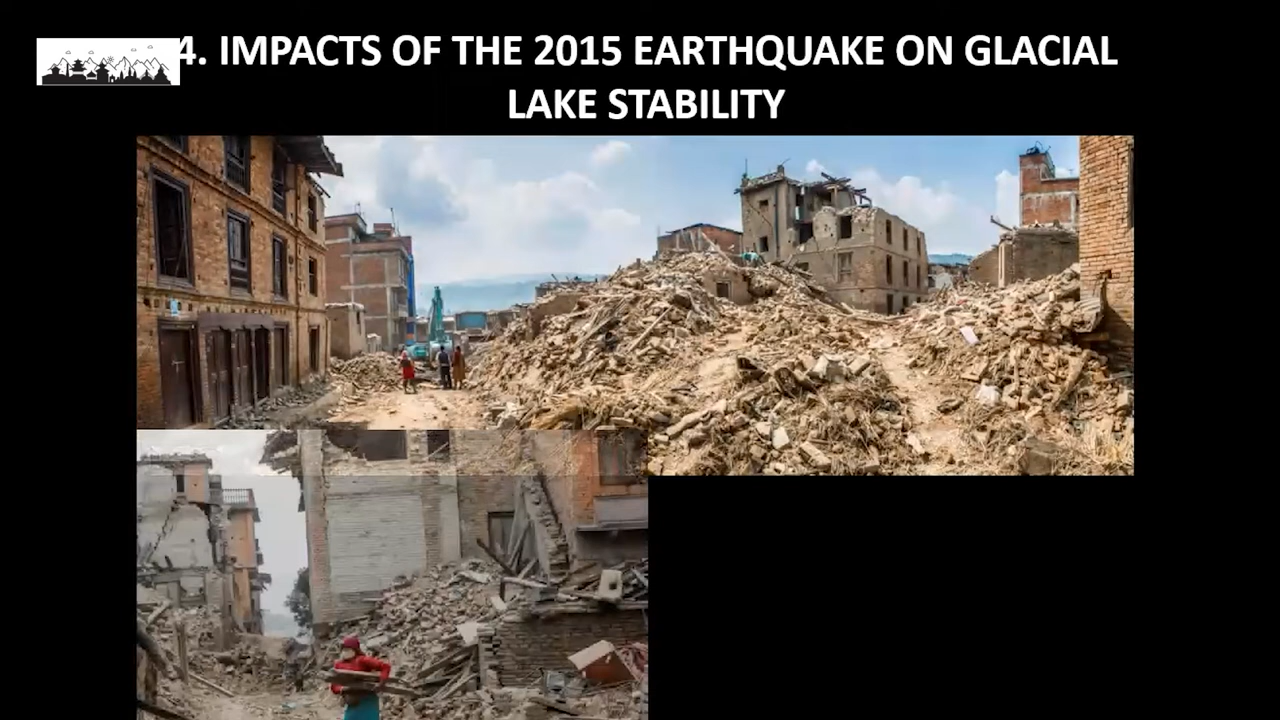 4. IMPACTS OF THE 2015 EARTHQUAKE ON GLACIAL
LAKE STABILITY